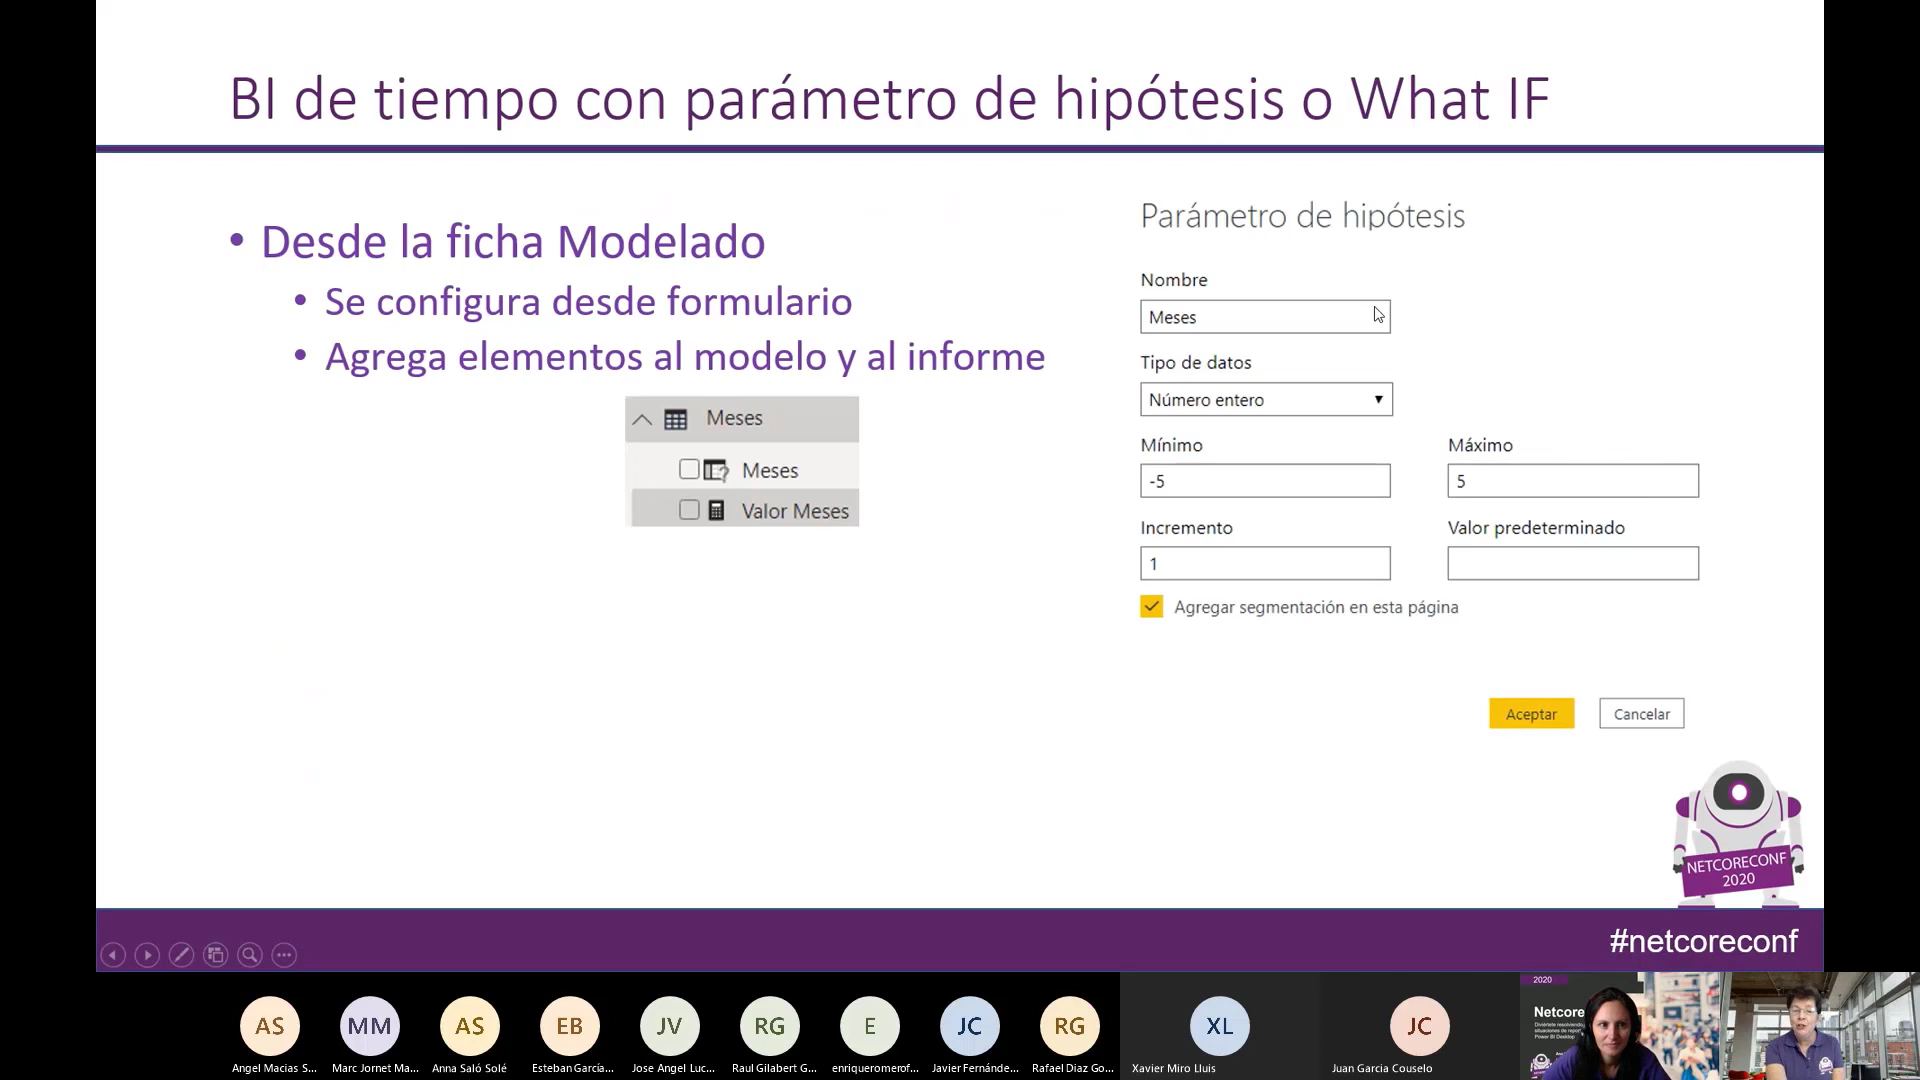 BI de tiempo con parámetro de hipótesis o What IF
• Desde la ficha Modelado
• Se configura desde formulario
• Agrega elementos al modelo y al informe
Meses
Meses
Valor Meses
Parámetro de hipótesis
Nombre
Meses
Tipo de datos
Número entero
Mínimo
Máximo
-5
5
Incremento
Valor predeterminado
1
Agregar segmentación en esta página
Aceptar
Cancelar
NETCORECONF
2020
#netcoreconf
AS
MM
AS
EB
JV
RG
E
JC
RG
XL
JC
Angel Macias S...
Marc Jornet Ma...
Anna Saló Solé
Esteban García...
Jose Angel Luc...
Raul Gilabert G...
enriqueromerof...
Javier Fernánde...
Rafael Diaz Go...
Xavier Miro Lluis
Juan Garcia Couselo
2020
Netcore